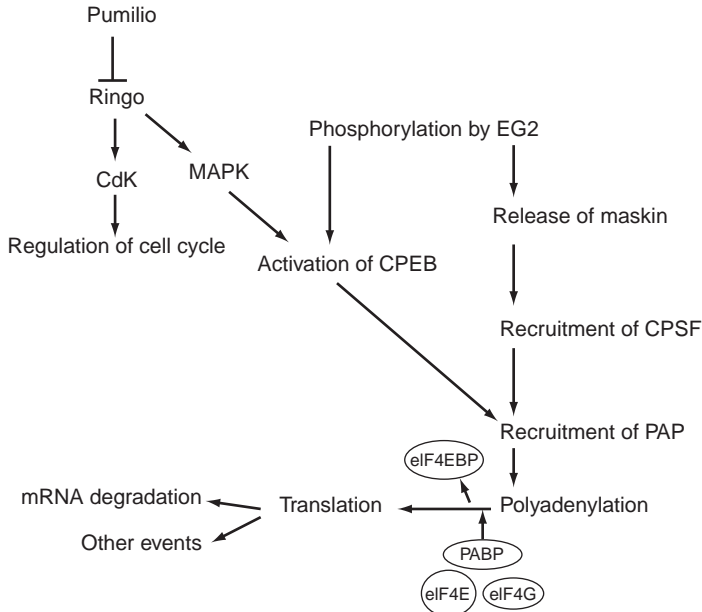 Pumilio
Ringo
Phosphorylation by EG2
MAPK
CdK
Release of maskin
Regulation of cell cycle
Activation of CPEB
Recruitment of CPSF
Recruitment of PAP
eIF4EBP
mRNA degradation
Translation
Polyadenylation
Other events
PABP
eIF4E
eIF4G